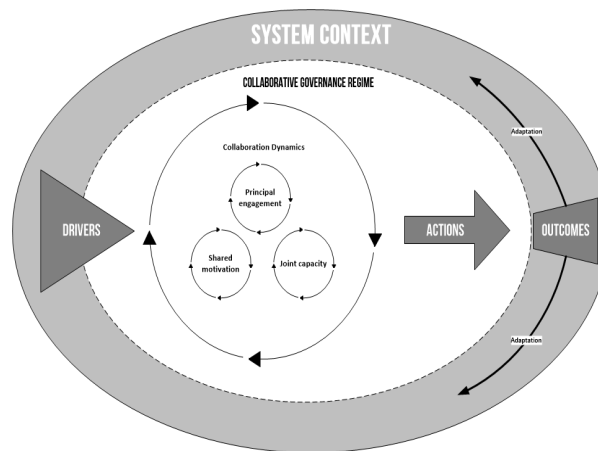 SYSTEM CONTEXT
COLLABORATIVE GOVERNANCE REGIME
Adaptation
Collaboration Dynamics
Principal
engagement
DRIVERS
ACTIONS
OUTCOMES
Shared
motivation
Joint capacity
Adaptation